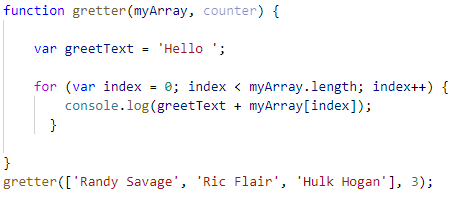 function gretter(myArray, counter) {
var greetText = 'Hello ';
for (var index = 0; index < myArray.length; index++) {
console.log(greetText + myArray[index]);
}
}
gretter(['Randy Savage', 'Ric Flair', 'Hulk Hogan'], 3);